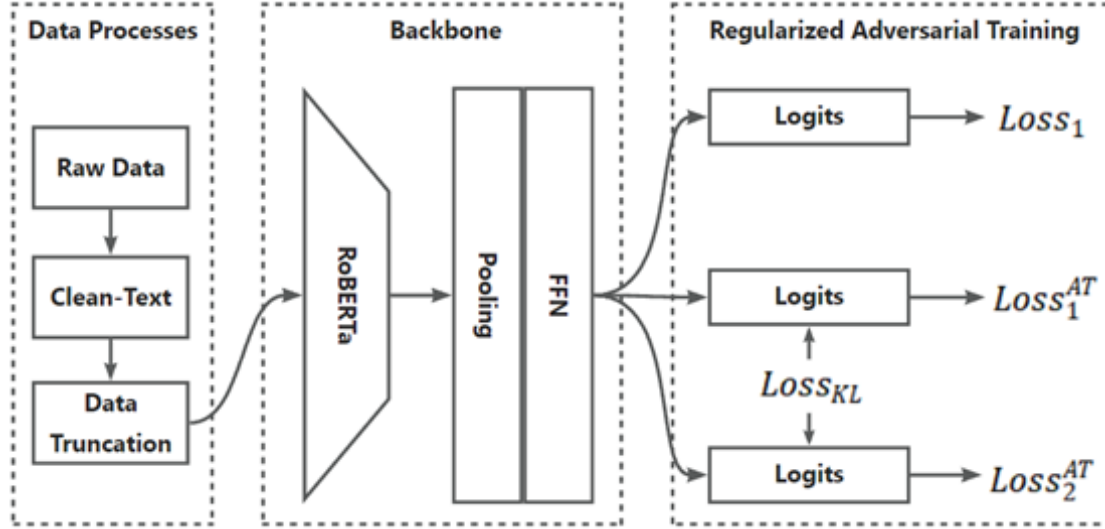 Data Processes
Raw Data
Clean-Text
Data
Truncation
Backbone
RoBERTa
Pooling
FFN
Regularized Adversarial Training
Logits
Loss₁
Logits
Loss₁ᴬᵀ
Loss_KL
Logits
Loss₂ᴬᵀ